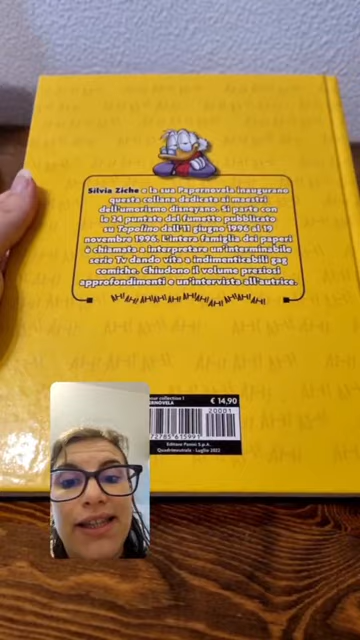 Silvia Ziche e la sua Papernovela inaugurano
questa collana dedicata ai maestri
dell'umorismo disneyano. Si parte con
le 24 puntate del fumetto pubblicato
su Topolino dall'11 giugno 1996 al 19
novembre 1996. L'intera famiglia dei paperi
è chiamata a interpretare un interminabile
serie Tv dando vita a indimenticabili gag
comiche. Chiudono il volume preziosi
approfondimenti e un'intervista all'autrice.
collection 1
€ 14,90
20001
Editore Panini S.p.A.
Quadrimestrale - Luglio 2022